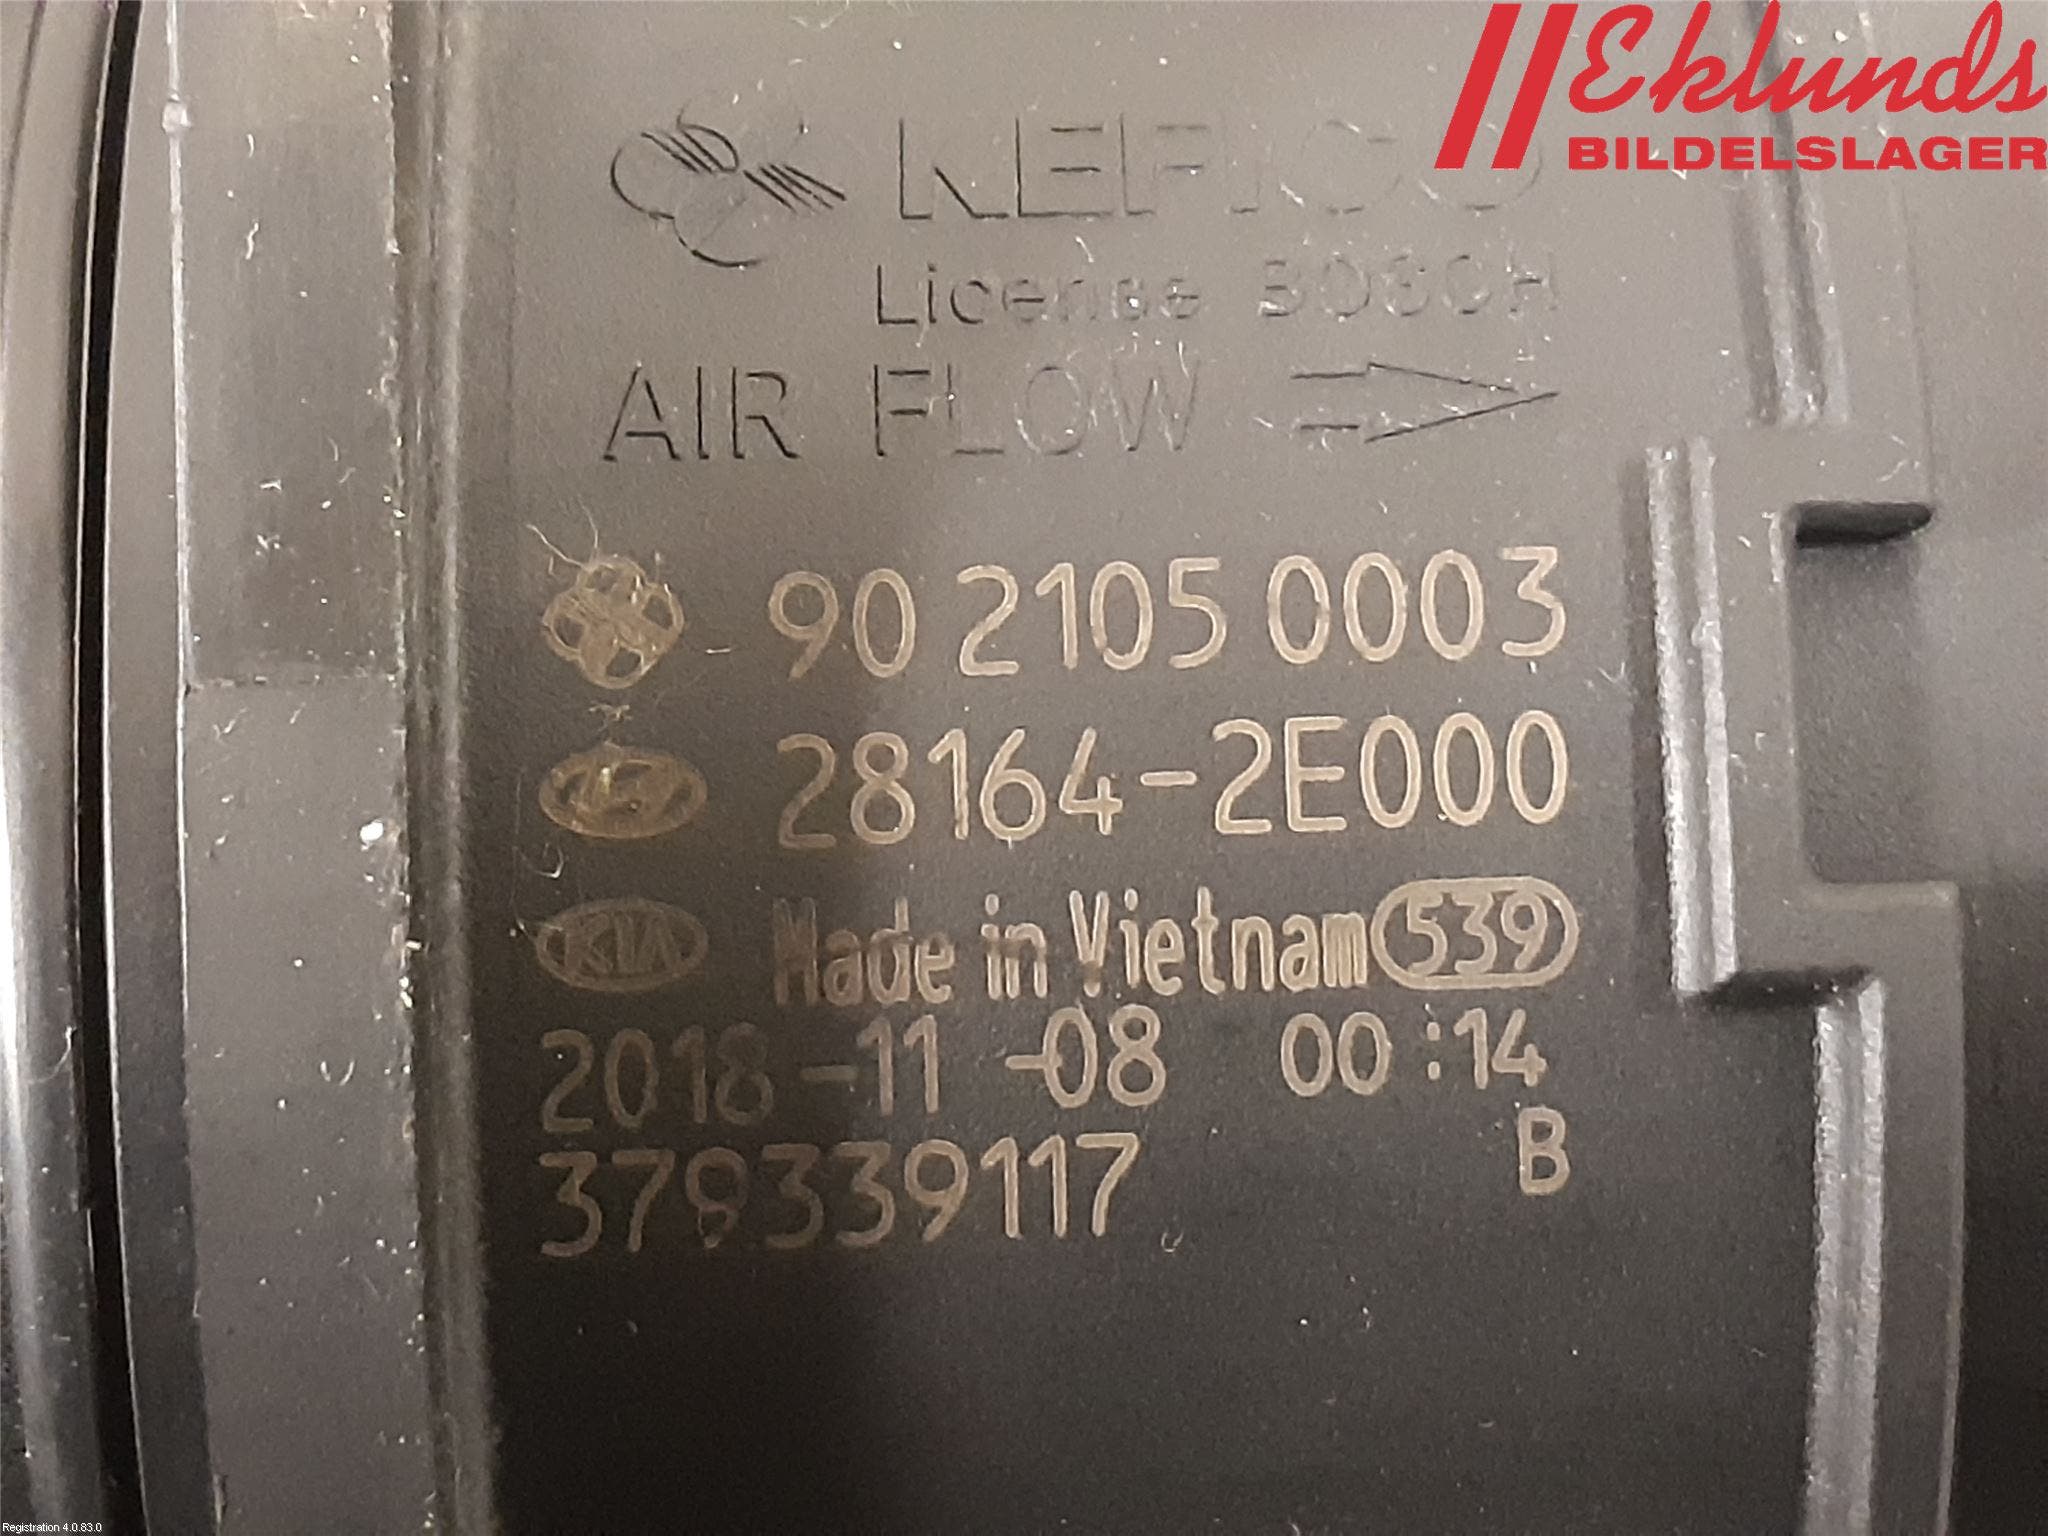 Eklunds
BILDELSLAGER
KEFICO
License BOSCH
AIR FLOW
90 2105 0003
28164-2E000
KIA Made in Vietnam 539
2018-11-08 00:14
B
379339117
Registration 4.0.83.0